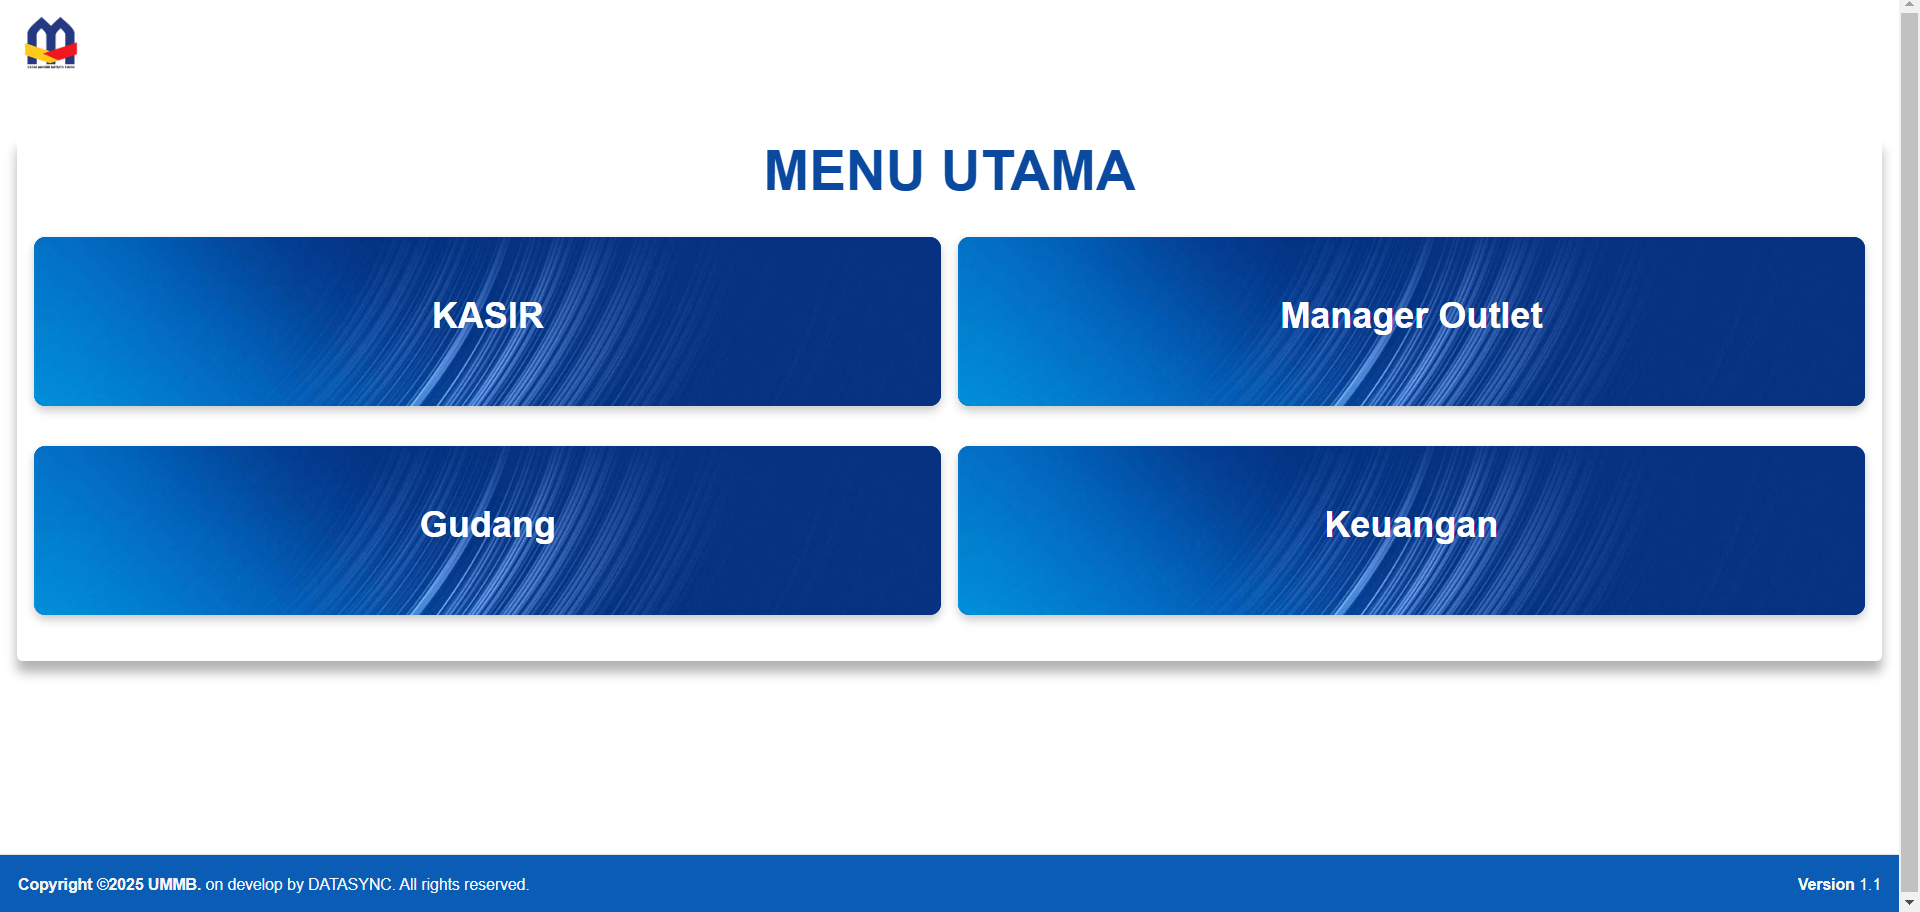 MENU UTAMA
KASIR
Manager Outlet
Gudang
Keuangan
Copyright ©2025 UMMB. on develop by DATASYNC. All rights reserved.
Version 1.1